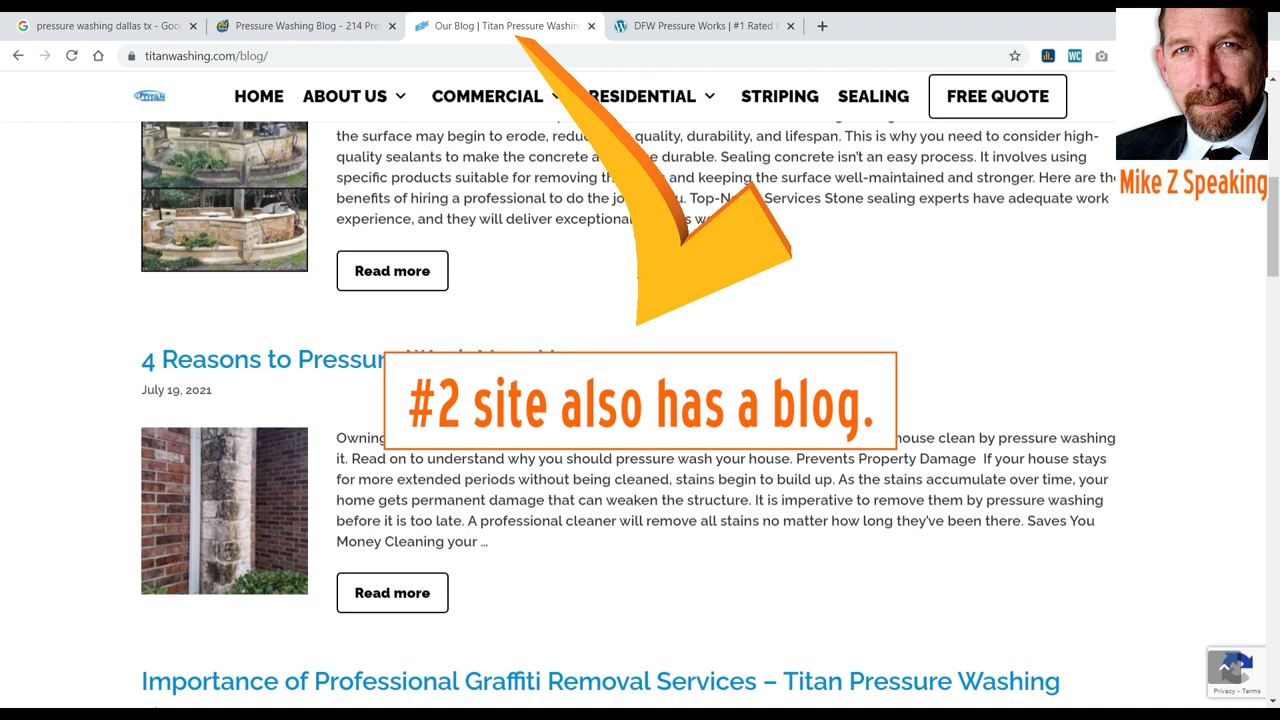 pressure washing dallas tx - Goo
Pressure Washing Blog - 214 Pre
Our Blog | Titan Pressure Washin
DFW Pressure Works | #1 Rated
titanwashing.com/blog/
WC
TITAN
HOME
ABOUT US
COMMERCIAL
RESIDENTIAL
STRIPING
SEALING
FREE QUOTE
Mike Z Speaking
the surface may begin to erode, quality, durability, and lifespan. This is why you need to consider high-
quality sealants to make the concrete durable. Sealing concrete isn't an easy process. It involves using
specific products suitable for removing and keeping the surface well-maintained and stronger. Here are the
benefits of hiring a professional to do the Services Stone sealing experts have adequate work
experience, and they will deliver exceptional
Read more
4 Reasons to
July 19, 2021
#2 site also has a blog.
Owning house clean by pressure washing
it. Read on to understand why you should pressure wash your house. Prevents Property Damage If your house stays
for more extended periods without being cleaned, stains begin to build up. As the stains accumulate over time, your
home gets permanent damage that can weaken the structure. It is imperative to remove them by pressure washing
before it is too late. A professional cleaner will remove all stains no matter how long they've been there. Saves You
Money Cleaning your ...
Read more
Importance of Professional Graffiti Removal Services – Titan Pressure Washing
Privacy - Terms